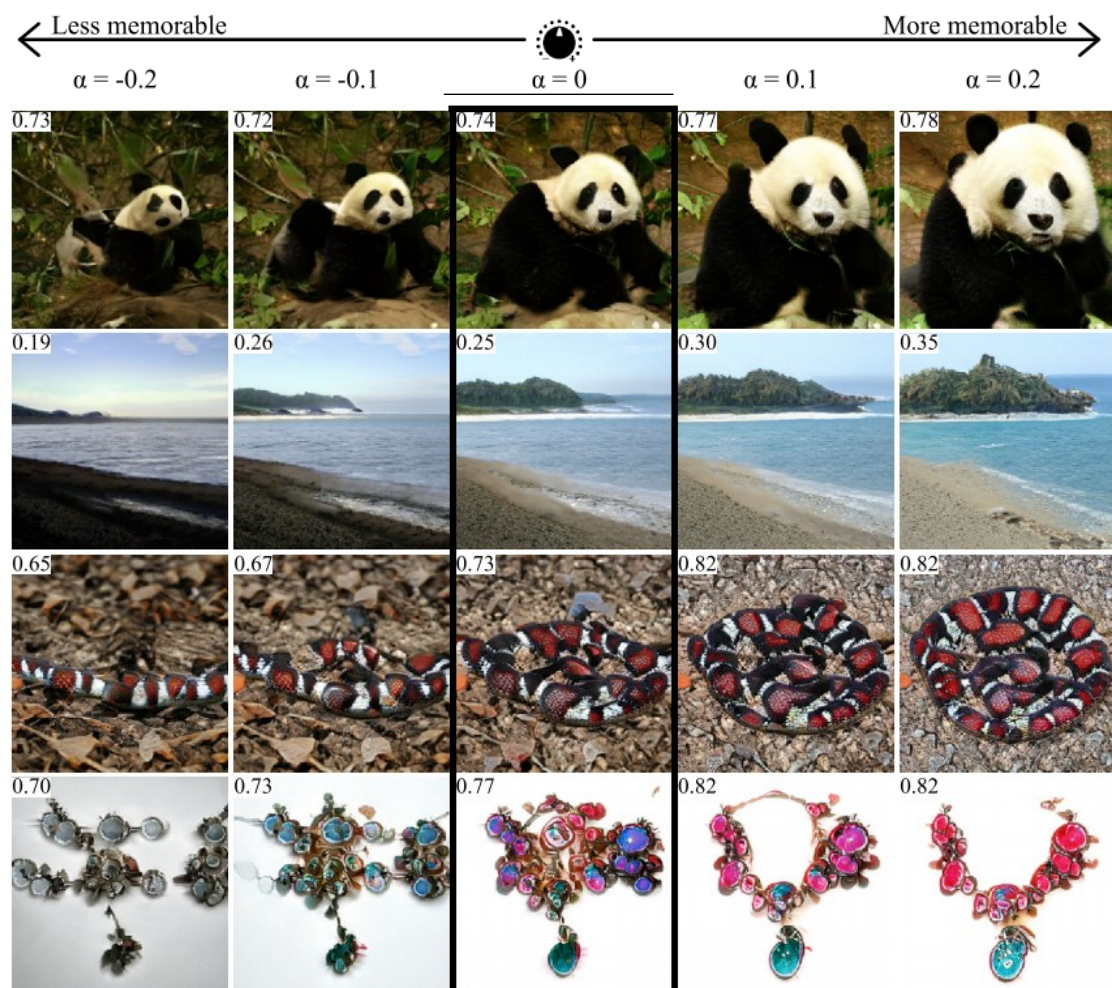 Less memorable
More memorable
α = -0.2 α = -0.1 α = 0 α = 0.1 α = 0.2
0.73 0.72 0.74 0.77 0.78
0.19 0.26 0.25 0.30 0.35
0.65 0.67 0.73 0.82 0.82
0.70 0.73 0.77 0.82 0.82